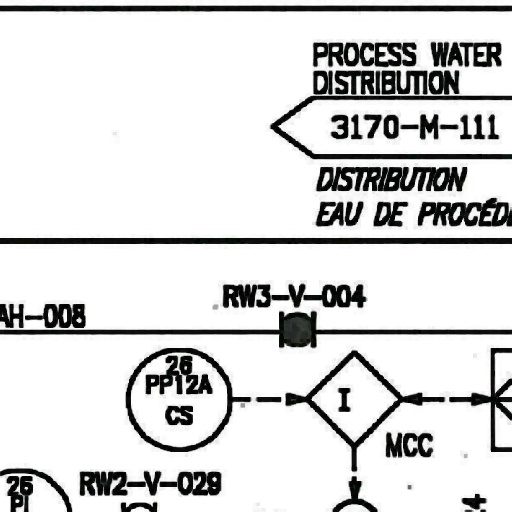 PROCESS WATER
DISTRIBUTION
3170-M-111
DISTRIBUTION
EAU DE PROCÉD
RW3-V-004
AH-008
26
PP12A
CS
I
MCC
RW2-V-029
26
PI